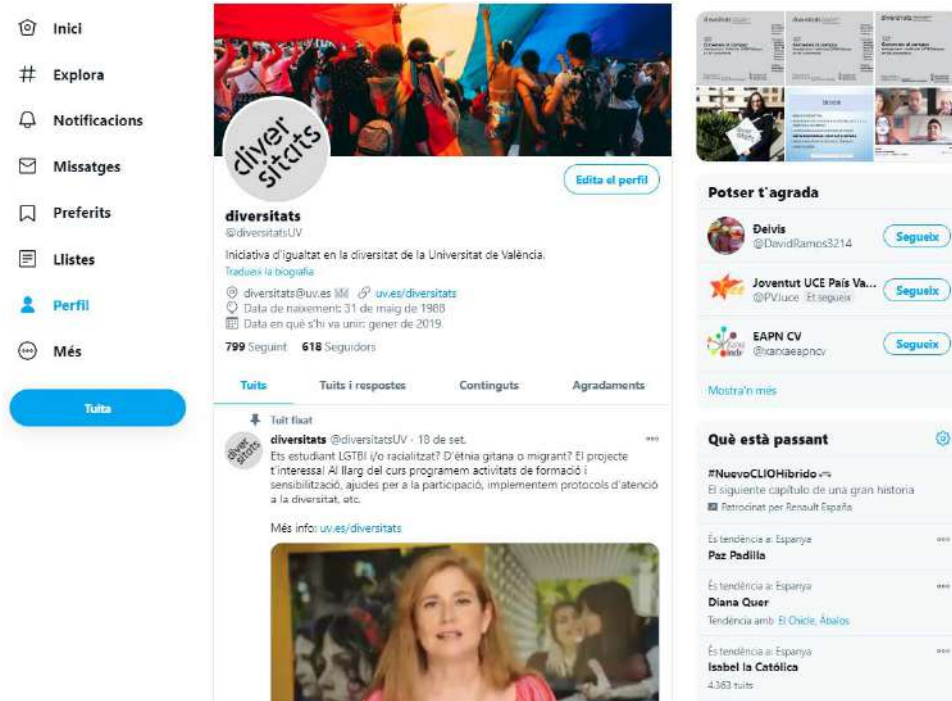 Inici
Explora
Notificacions
Missatges
Preferits
Llistes
Perfil
Més
Tuita
diver
sitats
Edita el perfil
diversitats
@diversitatsUV
Iniciativa d'igualtat en la diversitat de la Universitat de València.
Tradueix la biografia
diversitats@uv.es uv.es/diversitats
Data de naixement: 31 de maig de 1988
Data en què s'hi va unir: gener de 2019
799 Seguint 618 Seguidors
Tuits Tuits i respostes Continguts Agradaments
Tuit fixat
diversitats @diversitatsUV · 18 de set.
Ets estudiant LGTBI i/o racialitzat? D'ètnia gitana o migrant? El projecte
t'interessa! Al llarg del curs programem activitats de formació i
sensibilització, ajudes per a la participació, implementem protocols d'atenció
a la diversitat, etc.
Més info: uv.es/diversitats
Potser t'agrada
Đeivis
@DavidRamos3214
Segueix
Joventut UCE País Va...
@PVJuce Et segueix
Segueix
EAPN CV
@xarxaeapncv
Segueix
Mostra'n més
Què està passant
#NuevoCLIOHíbrido
El siguiente capítulo de una gran historia
Patrocinat per Renault España
És tendència a: Espanya
Paz Padilla
És tendència a: Espanya
Diana Quer
Tendència amb El Chicle, Ábalos
És tendència a: Espanya
Isabel la Católica
4.363 tuits